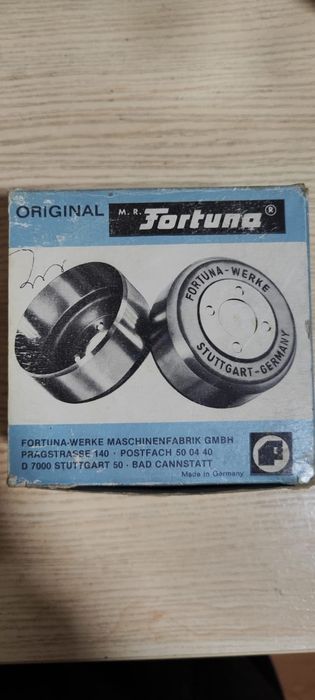 ORIGINAL M.R. Fortuna ®
FORTUNA-WERKE
STUTTGART-GERMANY
FORTUNA-WERKE MASCHINENFABRIK GMBH
PRAGSTRASSE 140 · POSTFACH 50 04 40
D 7000 STUTTGART 50 · BAD CANNSTATT
Made in Germany